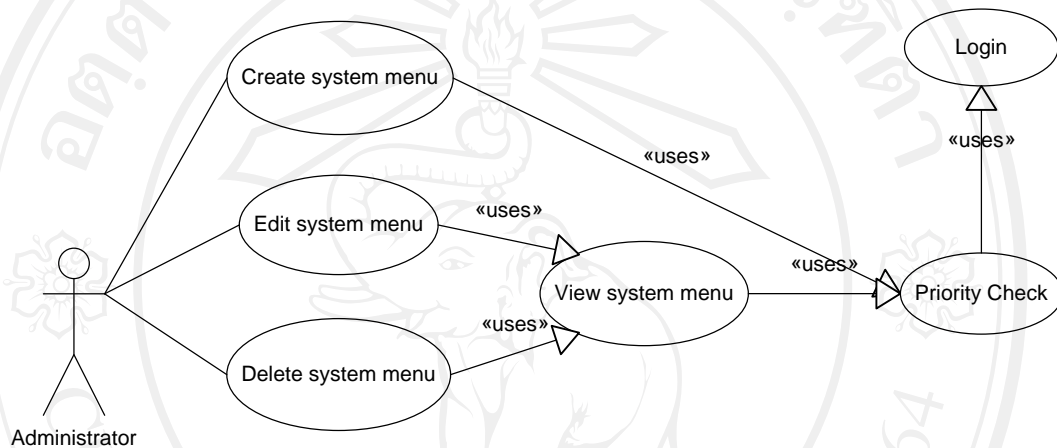 Create system menu
Login
«uses»
«uses»
Edit system menu
«uses»
View system menu
«uses»
Priority Check
«uses»
Delete system menu
Administrator